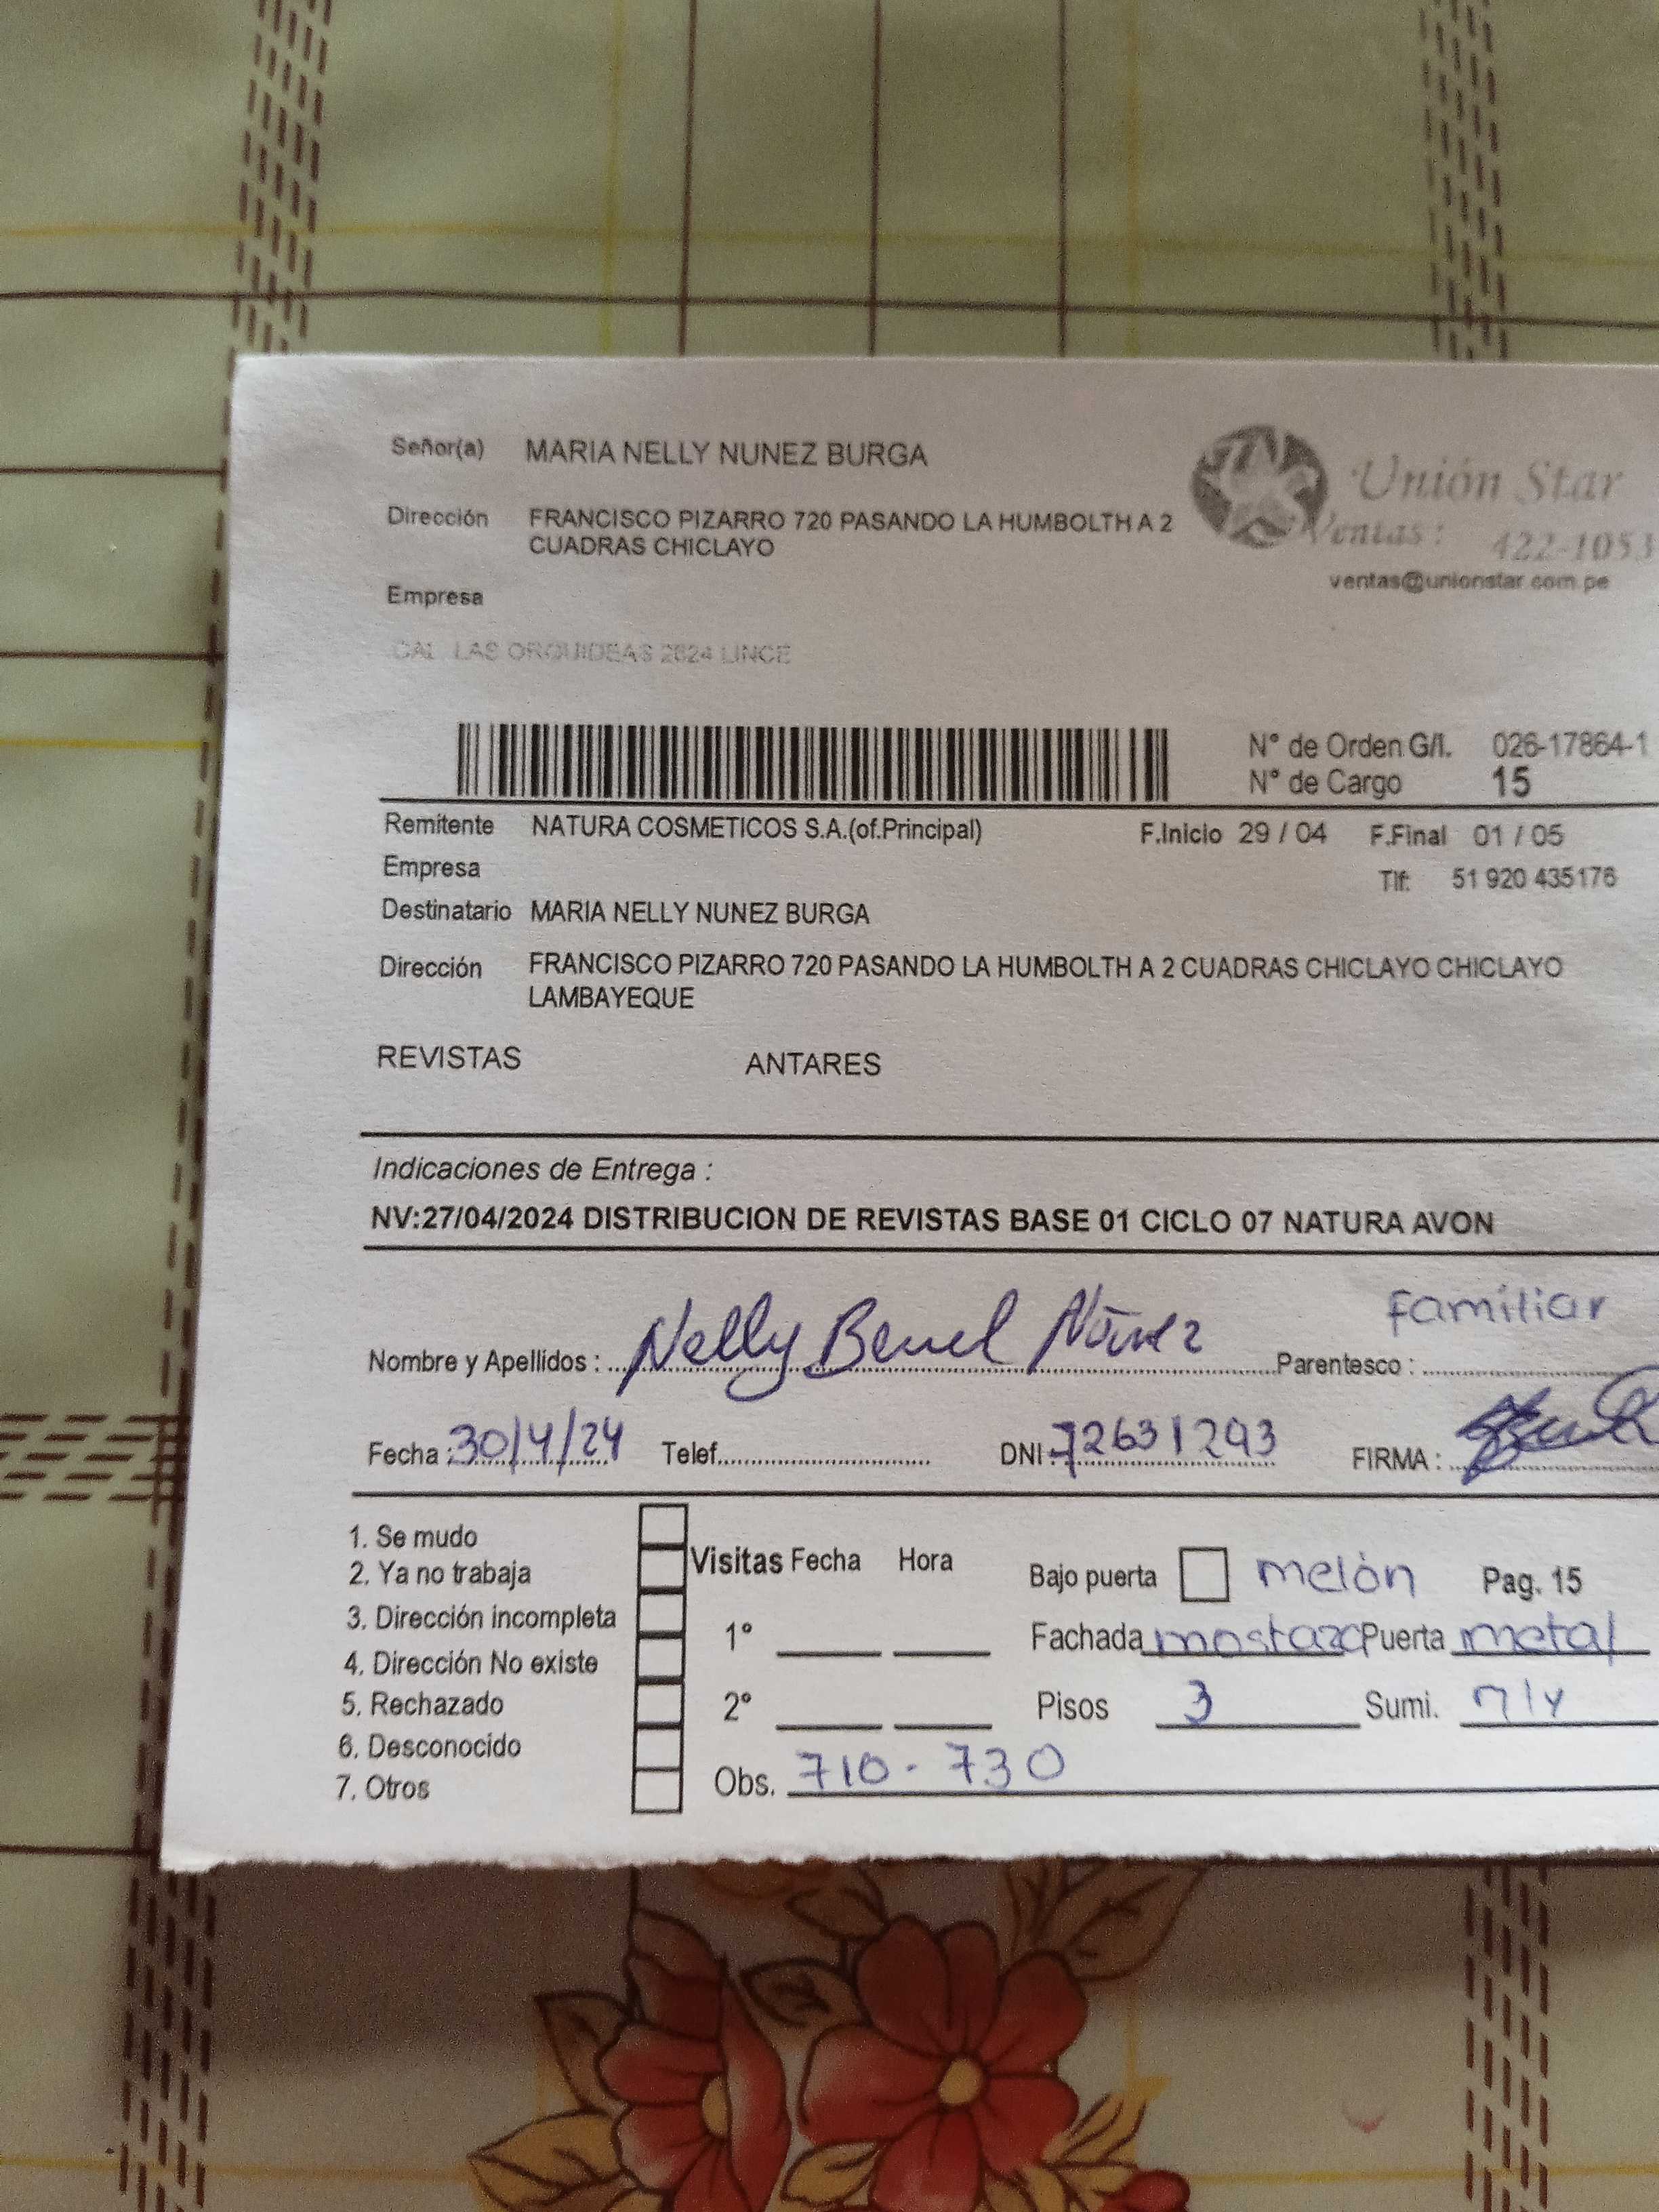 Señor(a) MARIA NELLY NUNEZ BURGA
Unión Star
Dirección FRANCISCO PIZARRO 720 PASANDO LA HUMBOLTH A 2
CUADRAS CHICLAYO
Ventas: 422-1053
ventas@unionstar.com.pe
Empresa
CAL LAS ORQUIDEAS 2624 LINCE
N° de Orden G/I. 026-17864-1
N° de Cargo 15
Remitente NATURA COSMETICOS S.A.(of.Principal) F.Inicio 29 / 04 F.Final 01 / 05
Empresa Tlf: 51 920 435176
Destinatario MARIA NELLY NUNEZ BURGA
Dirección FRANCISCO PIZARRO 720 PASANDO LA HUMBOLTH A 2 CUADRAS CHICLAYO CHICLAYO
LAMBAYEQUE
REVISTAS ANTARES
Indicaciones de Entrega :
NV:27/04/2024 DISTRIBUCION DE REVISTAS BASE 01 CICLO 07 NATURA AVON
Nombre y Apellidos : Nelly Benel Núnez Parentesco : Familiar
Fecha : 30/4/24 Telef. DNI : 72631293 FIRMA :
1. Se mudo
2. Ya no trabaja
3. Dirección incompleta
4. Dirección No existe
5. Rechazado
6. Desconocido
7. Otros
Visitas Fecha Hora
1°
2°
Bajo puerta melón Pag. 15
Fachada mostaza Puerta metal
Pisos 3 Sumi. n/y
Obs. 710 - 730